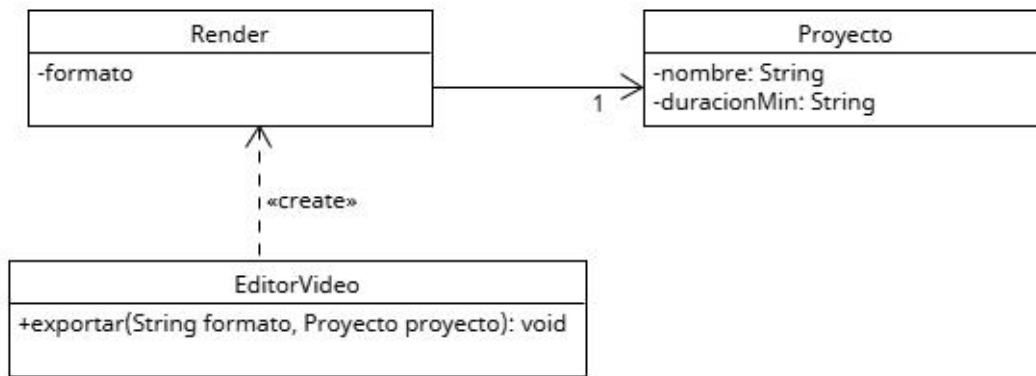 Render
-formato
Proyecto
-nombre: String
-duracionMin: String
1
«create»
EditorVideo
+exportar(String formato, Proyecto proyecto): void